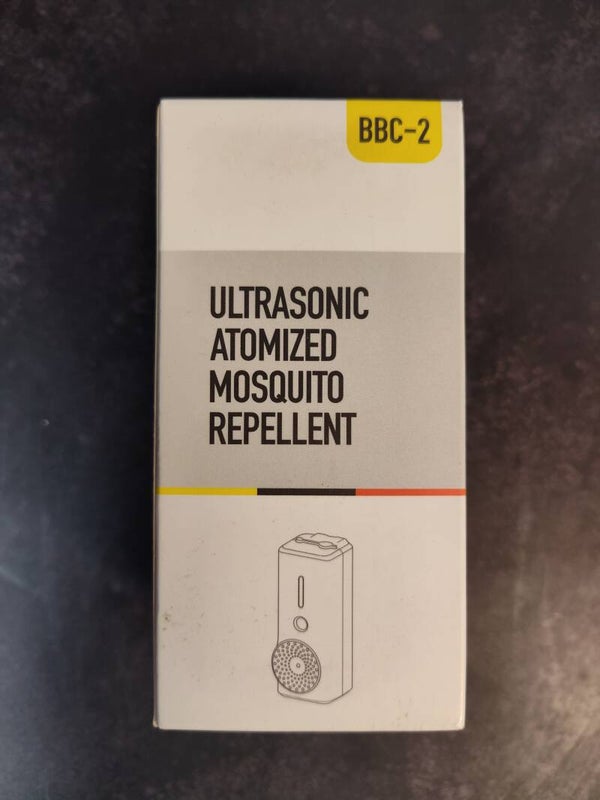 BBC-2
ULTRASONIC
ATOMIZED
MOSQUITO
REPELLENT